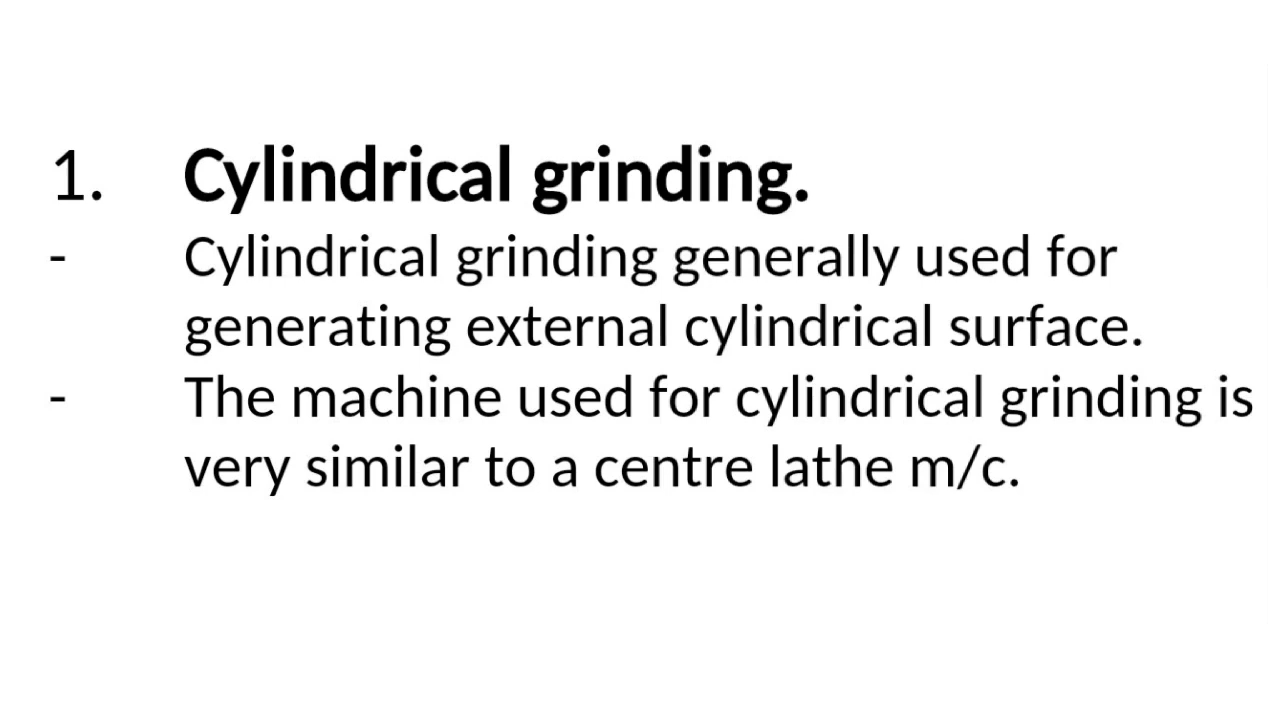 1. Cylindrical grinding.
- Cylindrical grinding generally used for
generating external cylindrical surface.
- The machine used for cylindrical grinding is
very similar to a centre lathe m/c.